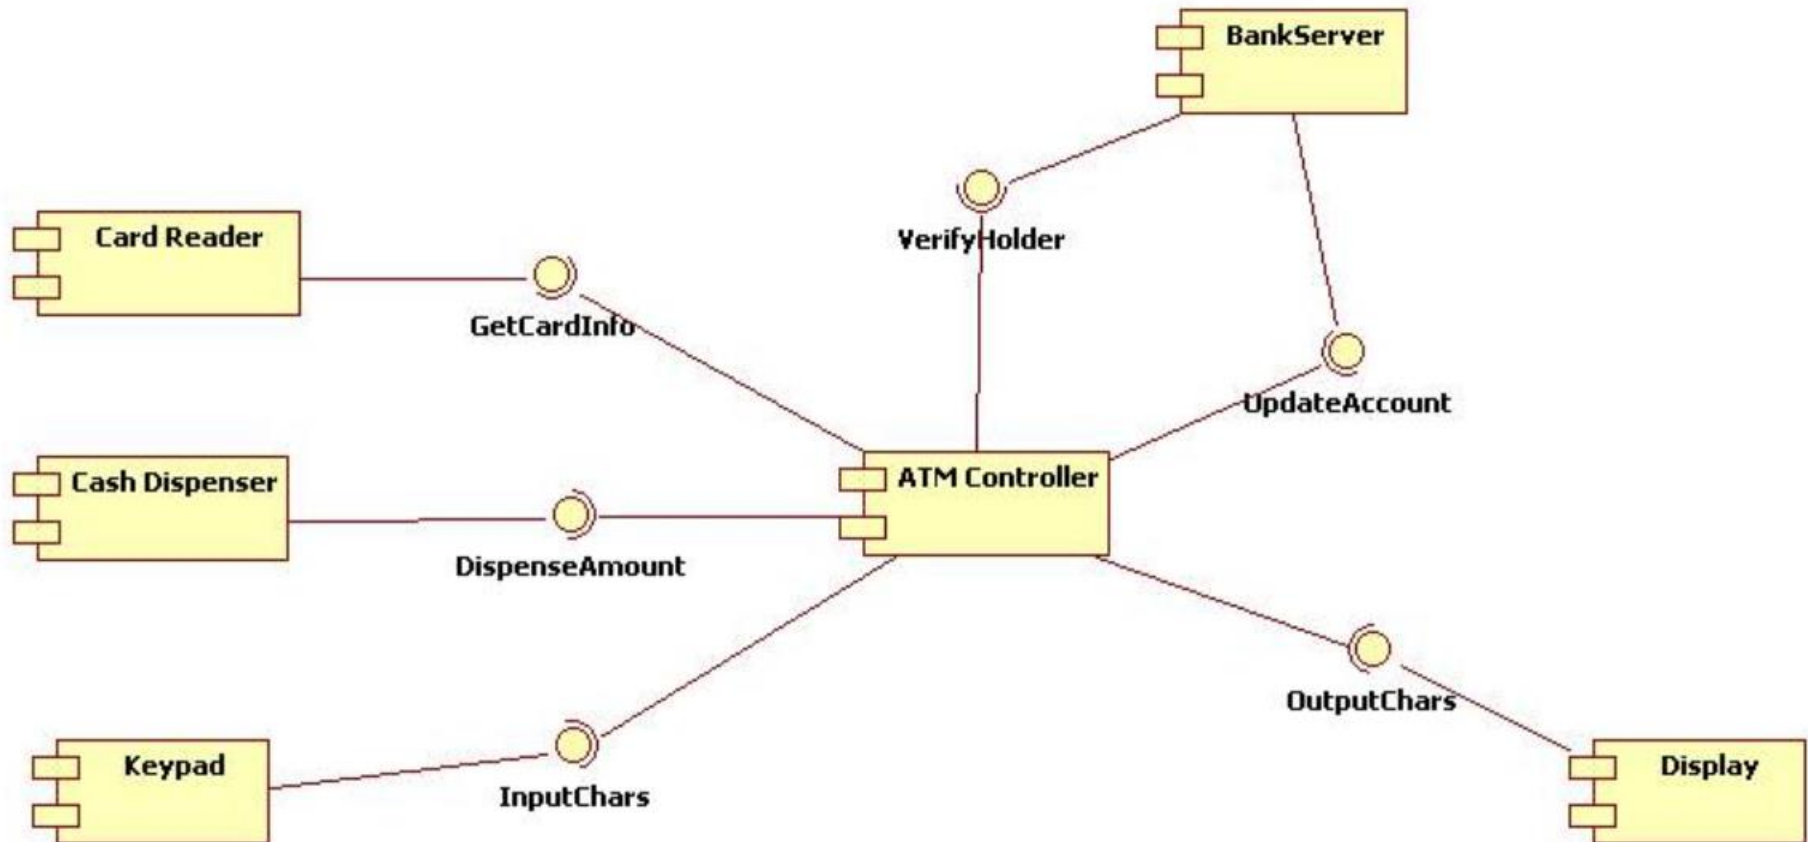 BankServer
VerifyHolder
Card Reader
GetCardInfo
UpdateAccount
Cash Dispenser
ATM Controller
DispenseAmount
OutputChars
Keypad
Display
InputChars